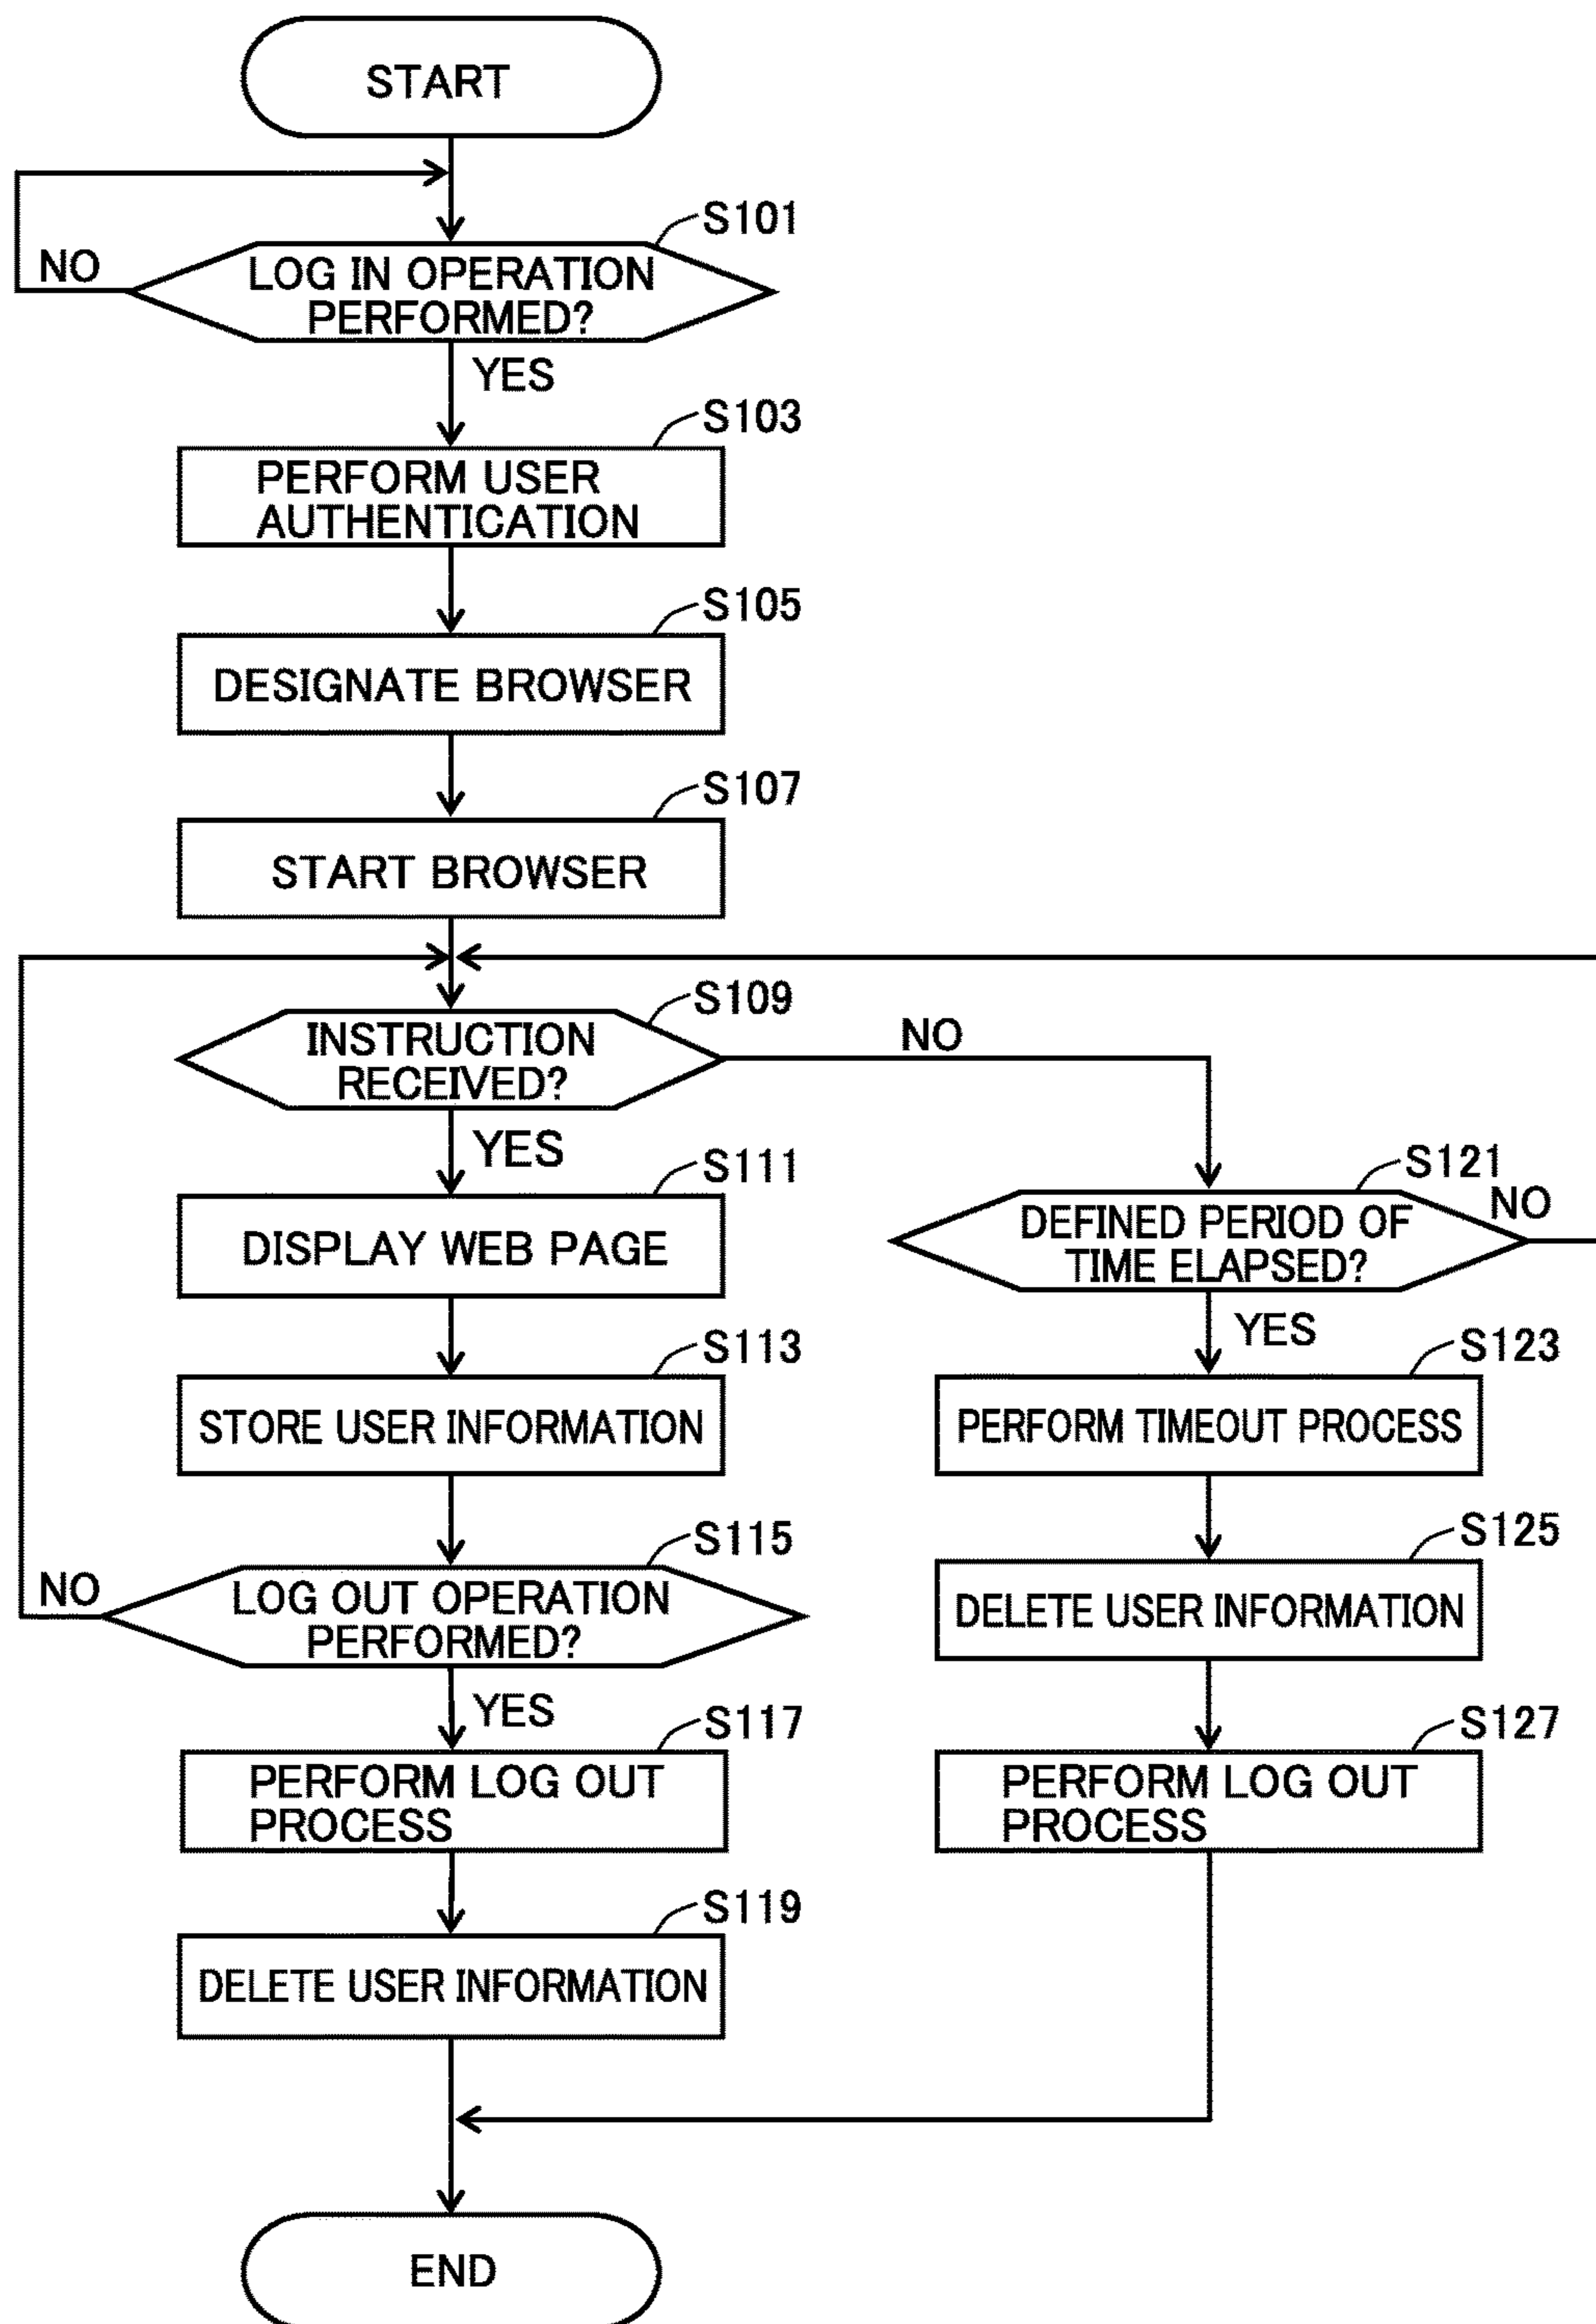 START
S101
NO
LOG IN OPERATION
PERFORMED?
YES
S103
PERFORM USER
AUTHENTICATION
S105
DESIGNATE BROWSER
S107
START BROWSER
S109
INSTRUCTION
RECEIVED?
NO
YES
S111
DISPLAY WEB PAGE
S113
STORE USER INFORMATION
S115
NO
LOG OUT OPERATION
PERFORMED?
YES
S117
PERFORM LOG OUT
PROCESS
S119
DELETE USER INFORMATION
S121
NO
DEFINED PERIOD OF
TIME ELAPSED?
YES
S123
PERFORM TIMEOUT PROCESS
S125
DELETE USER INFORMATION
S127
PERFORM LOG OUT
PROCESS
END